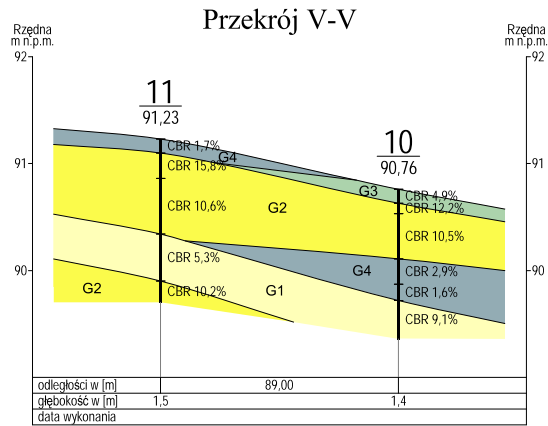 Przekrój V-V
Rzędna
m n.p.m.
Rzędna
m n.p.m.
92
92
11
91,23
10
90,76
CBR 1,7%
G4
CBR 15,8%
91
91
G3
CBR 4,9%
CBR 12,2%
CBR 10,6%
G2
CBR 10,5%
CBR 5,3%
G4
CBR 2,9%
90
90
G2
CBR 10,2%
G1
CBR 1,6%
CBR 9,1%
odległości w [m]
89,00
głębokość w [m]
1,5
1,4
data wykonania